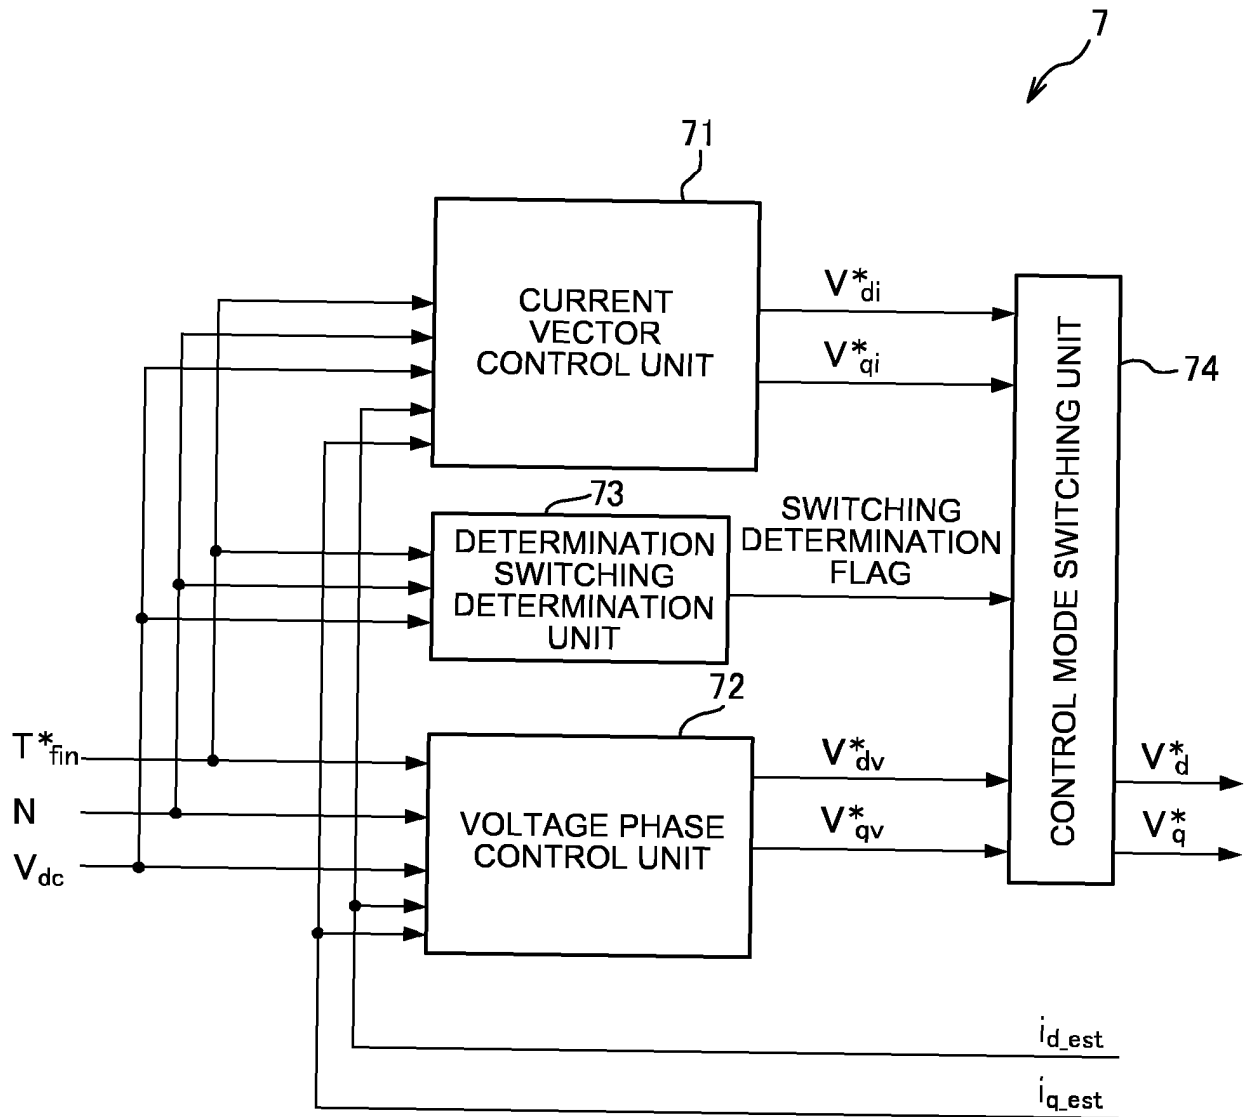 7
71
CURRENT
VECTOR
CONTROL UNIT
V*di
V*qi
CONTROL MODE SWITCHING UNIT
74
73
DETERMINATION
SWITCHING
DETERMINATION
UNIT
SWITCHING
DETERMINATION
FLAG
72
T*fin
N
Vdc
VOLTAGE PHASE
CONTROL UNIT
V*dv
V*qv
V*d
V*q
id_est
iq_est